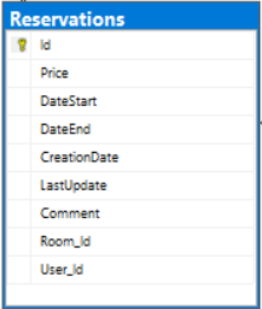 Reservations
Id
Price
DateStart
DateEnd
CreationDate
LastUpdate
Comment
Room_Id
User_Id